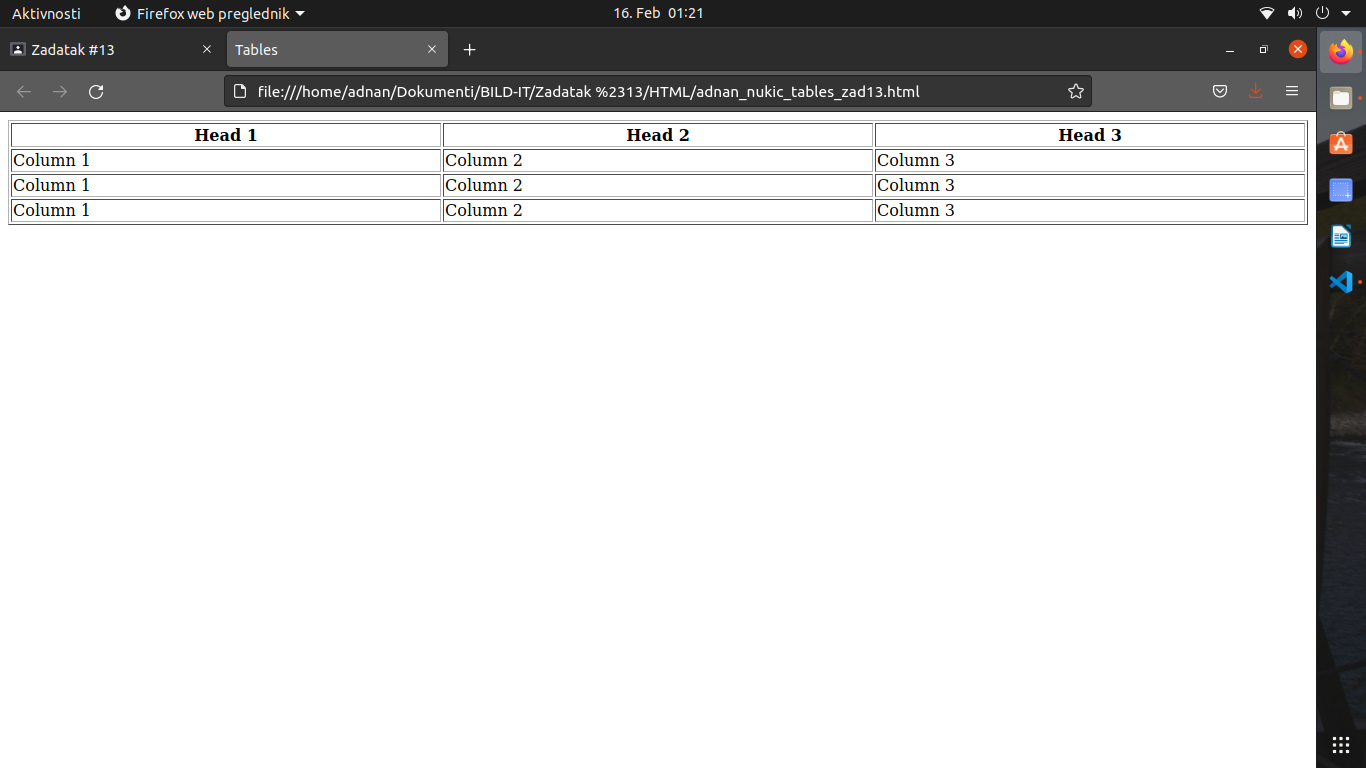 Aktivnosti Firefox web preglednik 16. Feb 01:21
Zadatak #13 Tables
file:///home/adnan/Dokumenti/BILD-IT/Zadatak %2313/HTML/adnan_nukic_tables_zad13.html
Head 1 Head 2 Head 3
Column 1 Column 2 Column 3
Column 1 Column 2 Column 3
Column 1 Column 2 Column 3